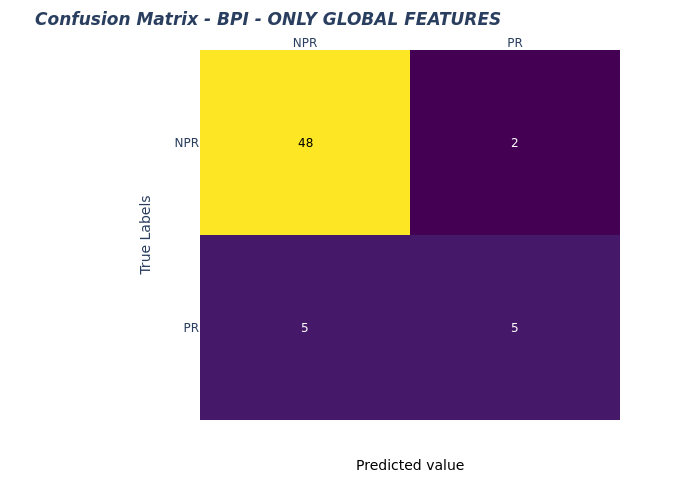 Confusion Matrix - BPI - ONLY GLOBAL FEATURES
NPR PR
NPR 48 2
True Labels
PR 5 5
Predicted value